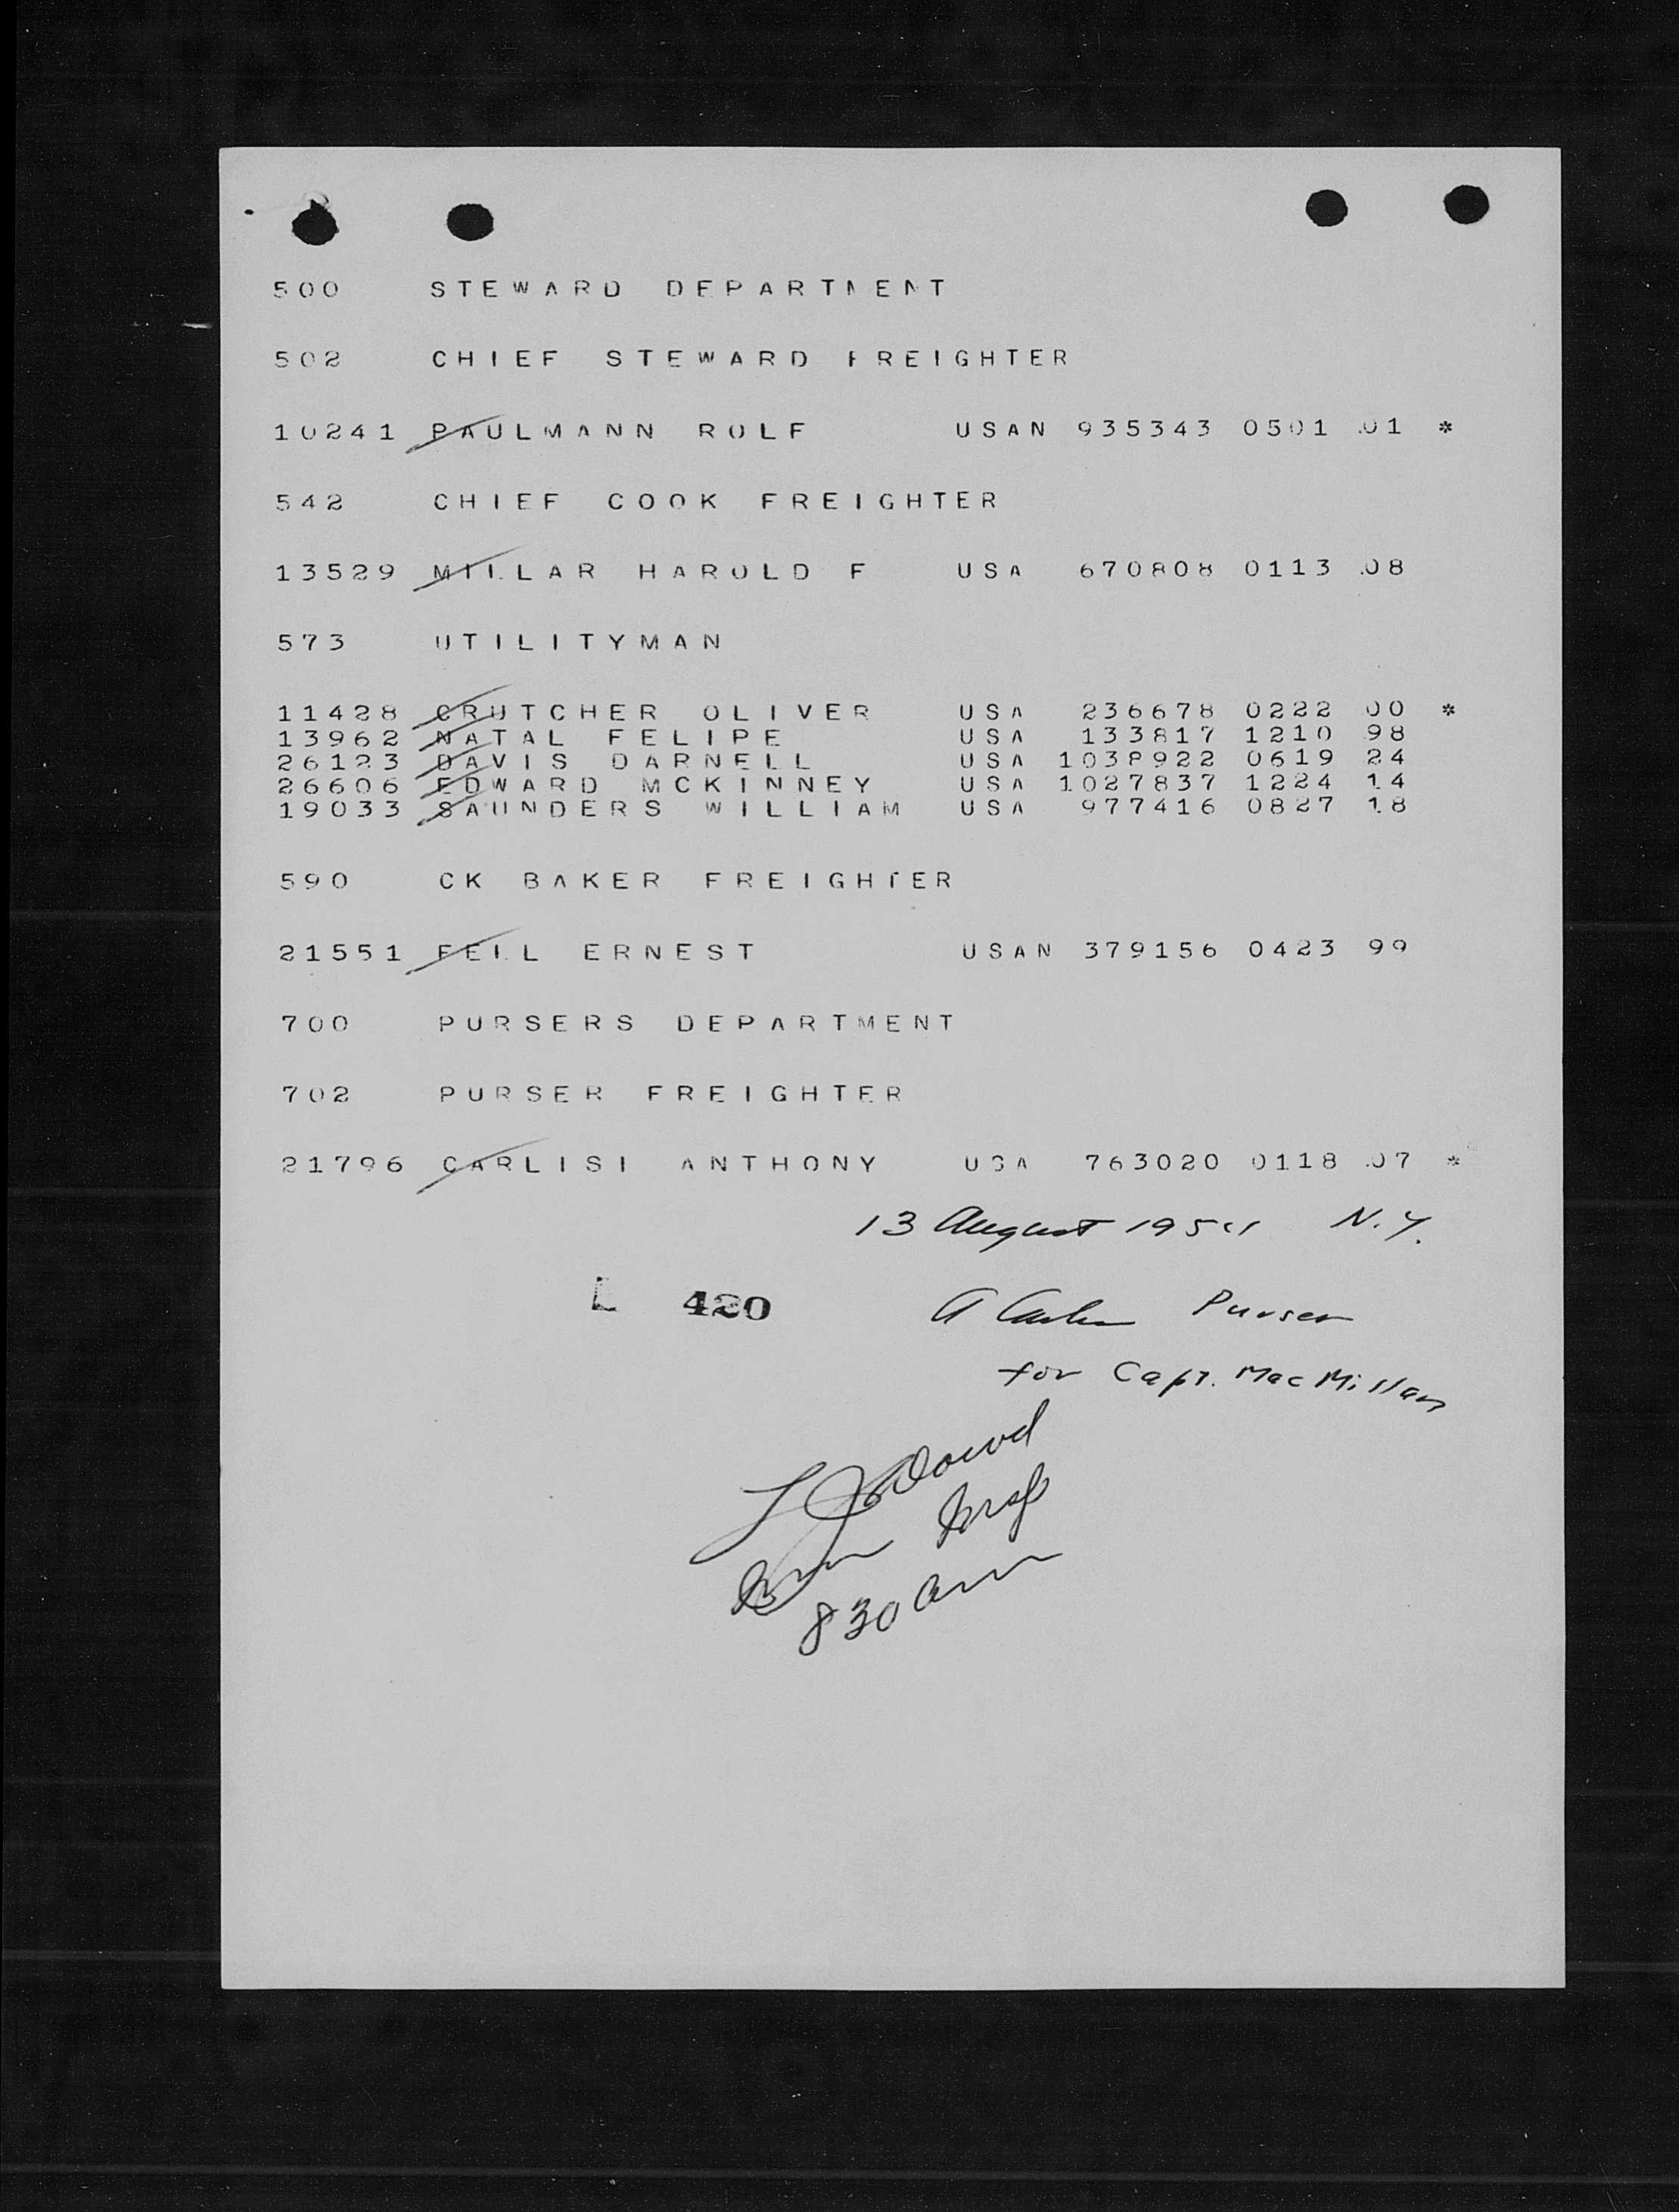 500 STEWARD DEPARTMENT
502 CHIEF STEWARD FREIGHTER
10241 PAULMANN ROLF USAN 935343 0501 01 *
542 CHIEF COOK FREIGHTER
13529 MILLAR HAROLD F USA 670808 0113 08
573 UTILITYMAN
11428 CRUTCHER OLIVER USA 236678 0222 00 *
13962 NATAL FELIPE USA 133817 1210 98
26123 DAVIS DARNELL USA 1038922 0619 24
26606 EDWARD MCKINNEY USA 1027837 1224 14
19033 SAUNDERS WILLIAM USA 977416 0827 18
590 CK BAKER FREIGHTER
21551 FELL ERNEST USAN 379156 0423 99
700 PURSERS DEPARTMENT
702 PURSER FREIGHTER
21796 CARLISI ANTHONY USA 763020 0118 07 *
13 August 1954 N.Y.
L 420
A Carlisi Purser
for Capt. MacMillan
830 am